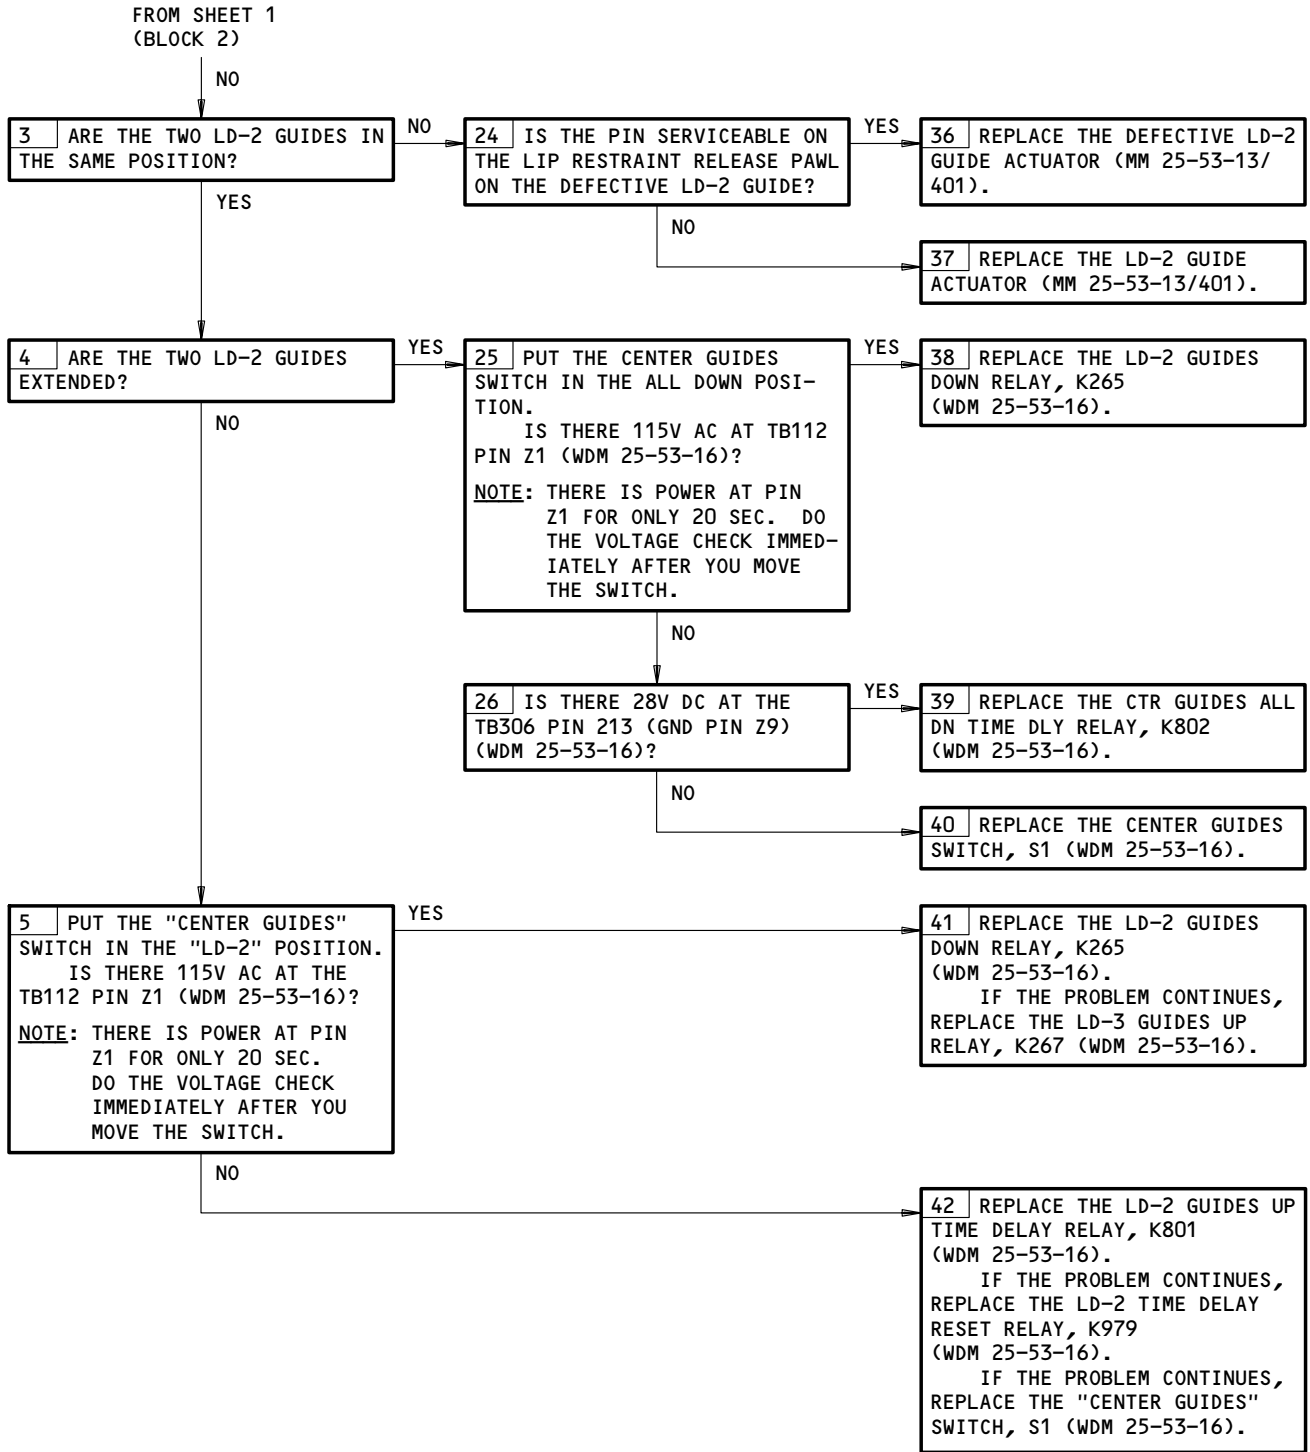 FROM SHEET 1
(BLOCK 2)
NO
3 ARE THE TWO LD-2 GUIDES IN
THE SAME POSITION?
NO
24 IS THE PIN SERVICEABLE ON
THE LIP RESTRAINT RELEASE PAWL
ON THE DEFECTIVE LD-2 GUIDE?
YES
36 REPLACE THE DEFECTIVE LD-2
GUIDE ACTUATOR (MM 25-53-13/
401).
YES
NO
37 REPLACE THE LD-2 GUIDE
ACTUATOR (MM 25-53-13/401).
4 ARE THE TWO LD-2 GUIDES
EXTENDED?
YES
25 PUT THE CENTER GUIDES
SWITCH IN THE ALL DOWN POSI-
TION.
IS THERE 115V AC AT TB112
PIN Z1 (WDM 25-53-16)?
NOTE: THERE IS POWER AT PIN
Z1 FOR ONLY 20 SEC. DO
THE VOLTAGE CHECK IMMED-
IATELY AFTER YOU MOVE
THE SWITCH.
YES
38 REPLACE THE LD-2 GUIDES
DOWN RELAY, K265
(WDM 25-53-16).
NO
NO
26 IS THERE 28V DC AT THE
TB306 PIN 213 (GND PIN Z9)
(WDM 25-53-16)?
YES
39 REPLACE THE CTR GUIDES ALL
DN TIME DLY RELAY, K802
(WDM 25-53-16).
NO
40 REPLACE THE CENTER GUIDES
SWITCH, S1 (WDM 25-53-16).
5 PUT THE "CENTER GUIDES"
SWITCH IN THE "LD-2" POSITION.
IS THERE 115V AC AT THE
TB112 PIN Z1 (WDM 25-53-16)?
NOTE: THERE IS POWER AT PIN
Z1 FOR ONLY 20 SEC.
DO THE VOLTAGE CHECK
IMMEDIATELY AFTER YOU
MOVE THE SWITCH.
YES
41 REPLACE THE LD-2 GUIDES
DOWN RELAY, K265
(WDM 25-53-16).
IF THE PROBLEM CONTINUES,
REPLACE THE LD-3 GUIDES UP
RELAY, K267 (WDM 25-53-16).
NO
42 REPLACE THE LD-2 GUIDES UP
TIME DELAY RELAY, K801
(WDM 25-53-16).
IF THE PROBLEM CONTINUES,
REPLACE THE LD-2 TIME DELAY
RESET RELAY, K979
(WDM 25-53-16).
IF THE PROBLEM CONTINUES,
REPLACE THE "CENTER GUIDES"
SWITCH, S1 (WDM 25-53-16).